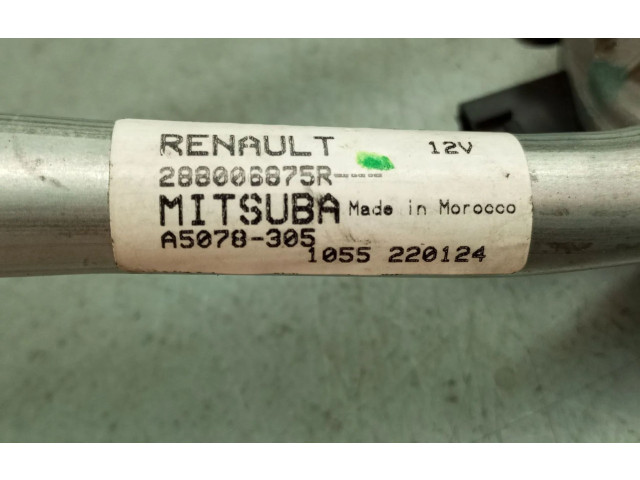 RENAULT 12V
288006875R
MITSUBA Made in Morocco
A5078-305
1055 220124